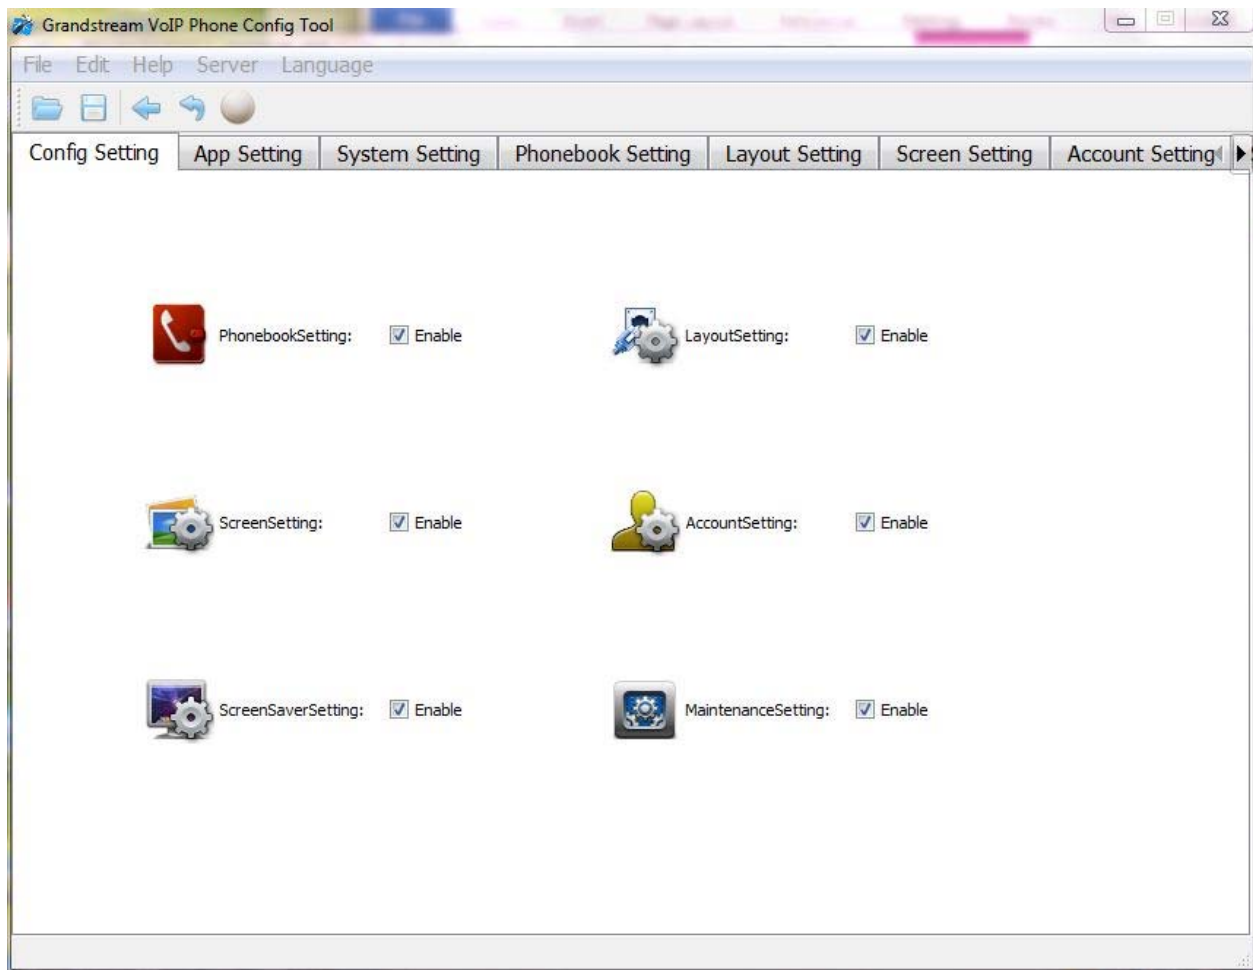 Grandstream VoIP Phone Config Tool
File Edit Help Server Language
Config Setting App Setting System Setting Phonebook Setting Layout Setting Screen Setting Account Setting
PhonebookSetting: Enable LayoutSetting: Enable
ScreenSetting: Enable AccountSetting: Enable
ScreenSaverSetting: Enable MaintenanceSetting: Enable